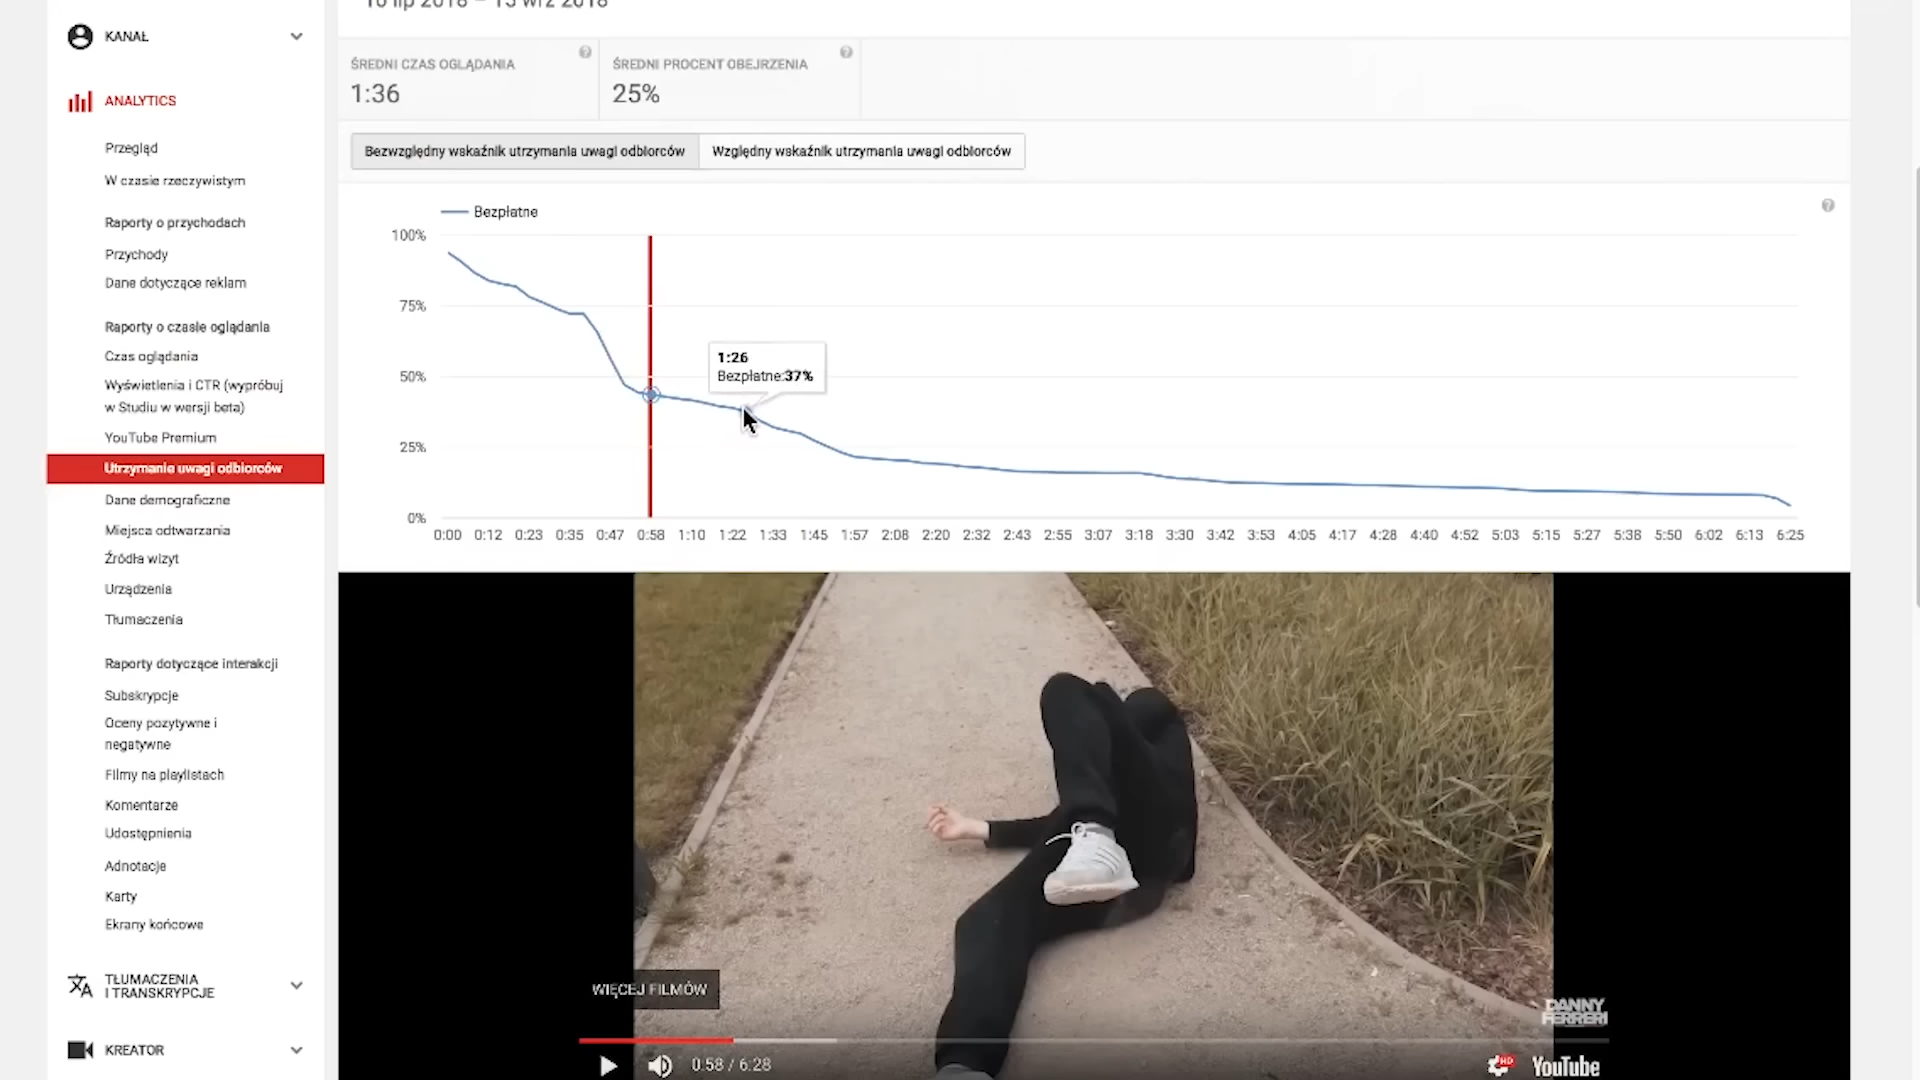 16 lip 2018 – 15 wrz 2018
KANAŁ
ANALYTICS
Przegląd
W czasie rzeczywistym
Raporty o przychodach
Przychody
Dane dotyczące reklam
Raporty o czasie oglądania
Czas oglądania
Wyświetlenia i CTR (wypróbuj
w Studiu w wersji beta)
YouTube Premium
Utrzymanie uwagi odbiorców
Dane demograficzne
Miejsca odtwarzania
Źródła wizyt
Urządzenia
Tłumaczenia
Raporty dotyczące interakcji
Subskrypcje
Oceny pozytywne i
negatywne
Filmy na playlistach
Komentarze
Udostępnienia
Adnotacje
Karty
Ekrany końcowe
TŁUMACZENIA
I TRANSKRYPCJE
KREATOR
ŚREDNI CZAS OGLĄDANIA
1:36
ŚREDNI PROCENT OBEJRZENIA
25%
Bezwzględny wskaźnik utrzymania uwagi odbiorców
Względny wskaźnik utrzymania uwagi odbiorców
Bezpłatne
100%
75%
50%
25%
0%
1:26
Bezpłatne:37%
0:00 0:12 0:23 0:35 0:47 0:58 1:10 1:22 1:33 1:45 1:57 2:08 2:20 2:32 2:43 2:55 3:07 3:18 3:30 3:42 3:53 4:05 4:17 4:28 4:40 4:52 5:03 5:15 5:27 5:38 5:50 6:02 6:13 6:25
WIĘCEJ FILMÓW
DANNY
FERRERI
0:58 / 6:28
HD
YouTube